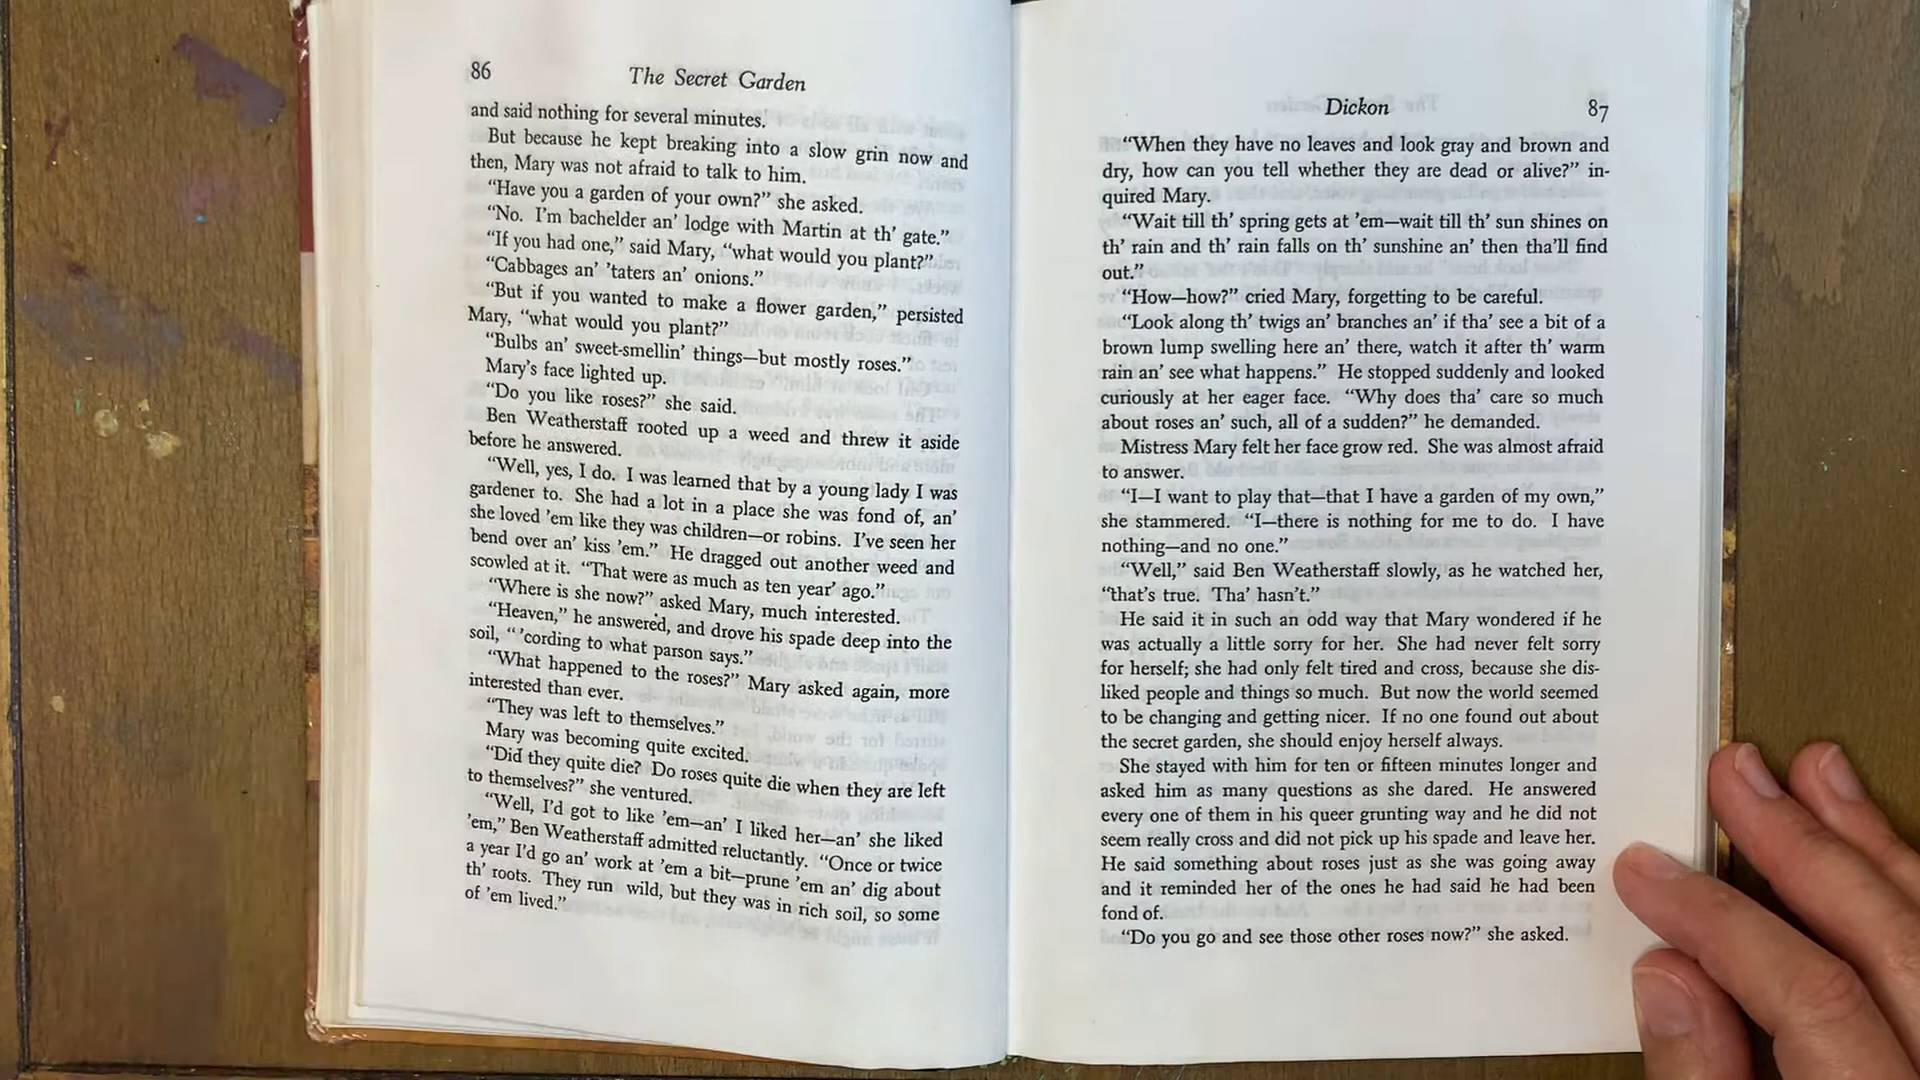 86
The Secret Garden
and said nothing for several minutes.
But because he kept breaking into a slow grin now and
then, Mary was not afraid to talk to him.
“Have you a garden of your own?” she asked.
“No. I’m bachelder an’ lodge with Martin at th’ gate.”
“If you had one,” said Mary, “what would you plant?”
“Cabbages an’ ’taters an’ onions.”
“But if you wanted to make a flower garden,” persisted
Mary, “what would you plant?”
“Bulbs an’ sweet-smellin’ things—but mostly roses.”
Mary’s face lighted up.
“Do you like roses?” she said.
Ben Weatherstaff rooted up a weed and threw it aside
before he answered.
“Well, yes, I do. I was learned that by a young lady I was
gardener to. She had a lot in a place she was fond of, an’
she loved ’em like they was children—or robins. I’ve seen her
bend over an’ kiss ’em.” He dragged out another weed and
scowled at it. “That were as much as ten year’ ago.”
“Where is she now?” asked Mary, much interested.
“Heaven,” he answered, and drove his spade deep into the
soil, “ ’cording to what parson says.”
“What happened to the roses?” Mary asked again, more
interested than ever.
“They was left to themselves.”
Mary was becoming quite excited.
“Did they quite die? Do roses quite die when they are left
to themselves?” she ventured.
“Well, I’d got to like ’em—an’ I liked her—an’ she liked
’em,” Ben Weatherstaff admitted reluctantly. “Once or twice
a year I’d go an’ work at ’em a bit—prune ’em an’ dig about
th’ roots. They run wild, but they was in rich soil, so some
of ’em lived.”
Dickon
87
“When they have no leaves and look gray and brown and
dry, how can you tell whether they are dead or alive?” in-
quired Mary.
“Wait till th’ spring gets at ’em—wait till th’ sun shines on
th’ rain and th’ rain falls on th’ sunshine an’ then tha’ll find
out.”
“How—how?” cried Mary, forgetting to be careful.
“Look along th’ twigs an’ branches an’ if tha’ see a bit of a
brown lump swelling here an’ there, watch it after th’ warm
rain an’ see what happens.” He stopped suddenly and looked
curiously at her eager face. “Why does tha’ care so much
about roses an’ such, all of a sudden?” he demanded.
Mistress Mary felt her face grow red. She was almost afraid
to answer.
“I—I want to play that—that I have a garden of my own,”
she stammered. “I—there is nothing for me to do. I have
nothing—and no one.”
“Well,” said Ben Weatherstaff slowly, as he watched her,
“that’s true. Tha’ hasn’t.”
He said it in such an odd way that Mary wondered if he
was actually a little sorry for her. She had never felt sorry
for herself; she had only felt tired and cross, because she dis-
liked people and things so much. But now the world seemed
to be changing and getting nicer. If no one found out about
the secret garden, she should enjoy herself always.
She stayed with him for ten or fifteen minutes longer and
asked him as many questions as she dared. He answered
every one of them in his queer grunting way and he did not
seem really cross and did not pick up his spade and leave her.
He said something about roses just as she was going away
and it reminded her of the ones he had said he had been
fond of.
“Do you go and see those other roses now?” she asked.